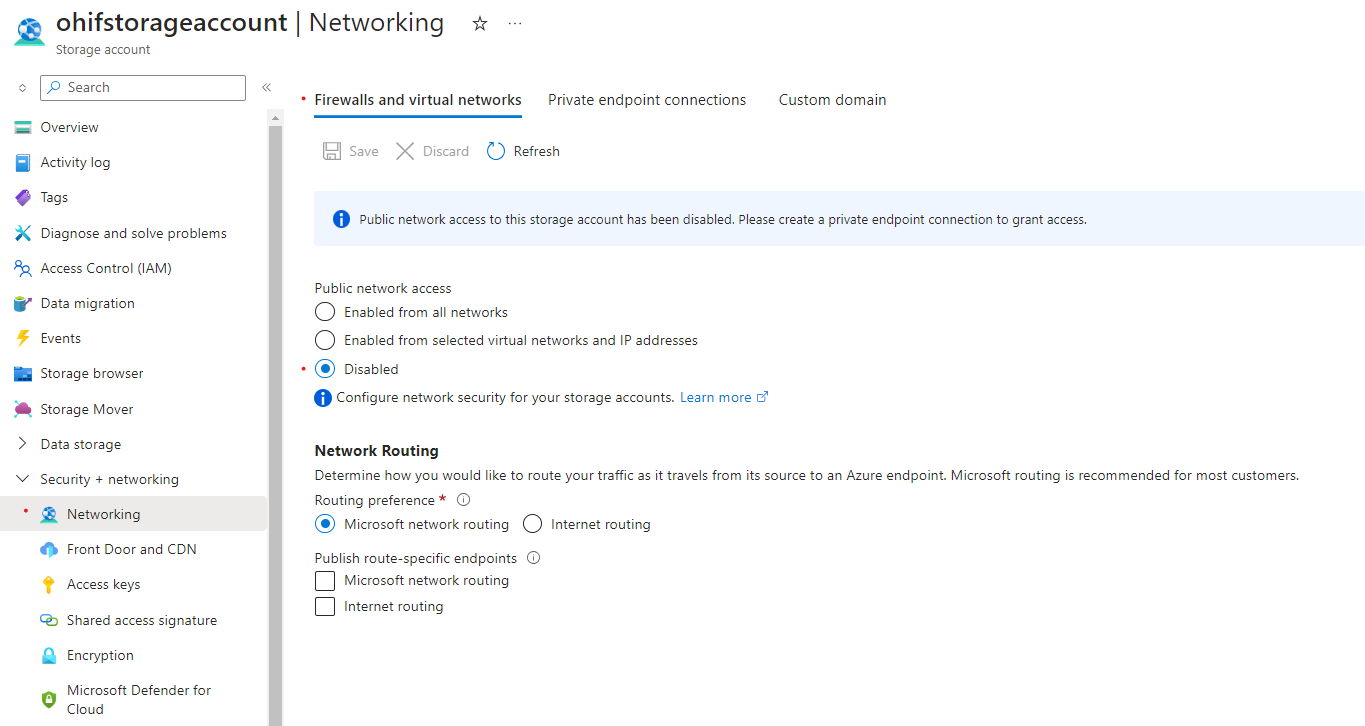 ohifstorageaccount | Networking
Storage account
Search
Overview
Activity log
Tags
Diagnose and solve problems
Access Control (IAM)
Data migration
Events
Storage browser
Storage Mover
Data storage
Security + networking
Networking
Front Door and CDN
Access keys
Shared access signature
Encryption
Microsoft Defender for
Cloud
Firewalls and virtual networks Private endpoint connections Custom domain
Save Discard Refresh
Public network access to this storage account has been disabled. Please create a private endpoint connection to grant access.
Public network access
Enabled from all networks
Enabled from selected virtual networks and IP addresses
Disabled
Configure network security for your storage accounts. Learn more
Network Routing
Determine how you would like to route your traffic as it travels from its source to an Azure endpoint. Microsoft routing is recommended for most customers.
Routing preference *
Microsoft network routing Internet routing
Publish route-specific endpoints
Microsoft network routing
Internet routing